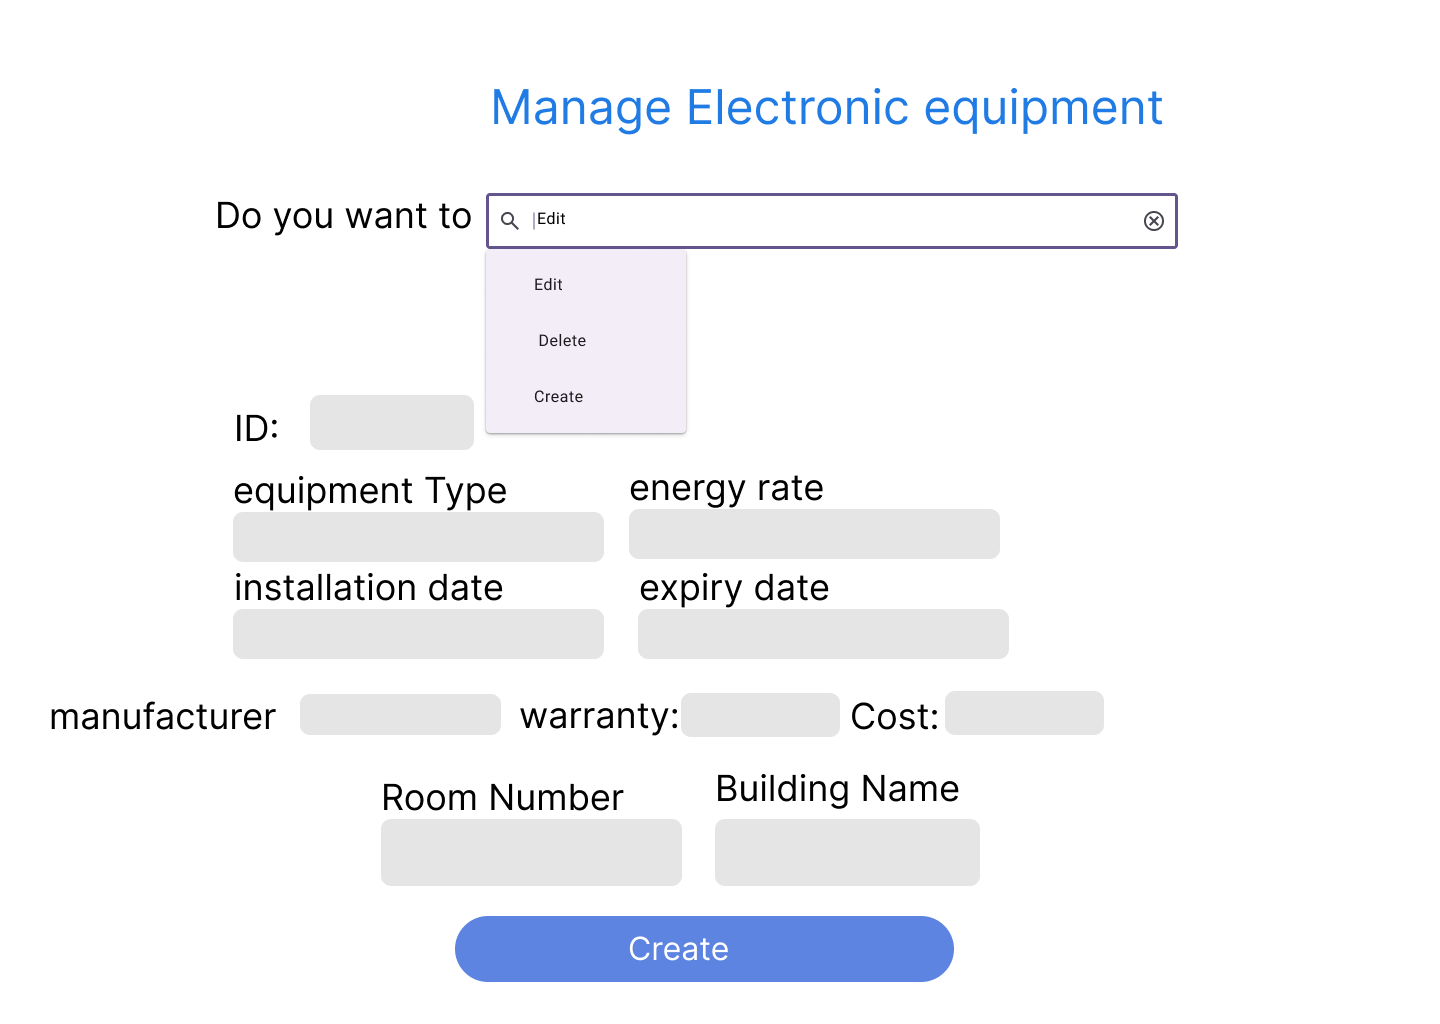 Manage Electronic equipment
Do you want to
Edit
Edit
Delete
Create
ID:
equipment Type
energy rate
installation date
expiry date
manufacturer
warranty:
Cost:
Room Number
Building Name
Create